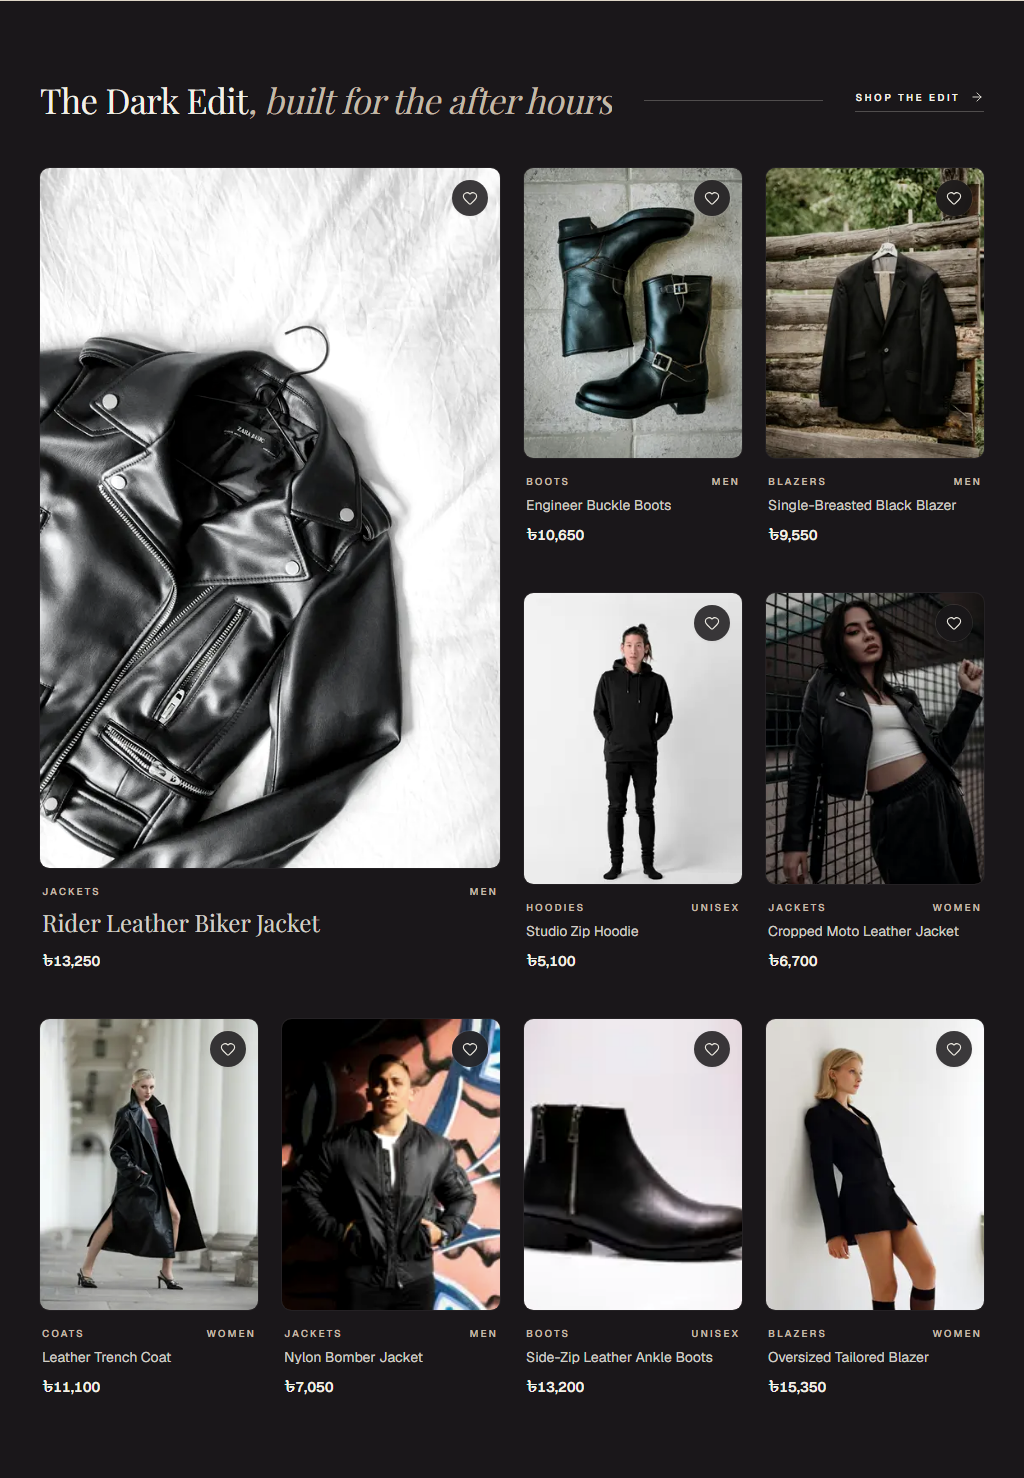 The Dark Edit, built for the after hours
SHOP THE EDIT
ZARA BASIC
JACKETS MEN
Rider Leather Biker Jacket
৳13,250
BOOTS MEN
Engineer Buckle Boots
৳10,650
BLAZERS MEN
Single-Breasted Black Blazer
৳9,550
HOODIES UNISEX
Studio Zip Hoodie
৳5,100
JACKETS WOMEN
Cropped Moto Leather Jacket
৳6,700
COATS WOMEN
Leather Trench Coat
৳11,100
JACKETS MEN
Nylon Bomber Jacket
৳7,050
BOOTS UNISEX
Side-Zip Leather Ankle Boots
৳13,200
BLAZERS WOMEN
Oversized Tailored Blazer
৳15,350